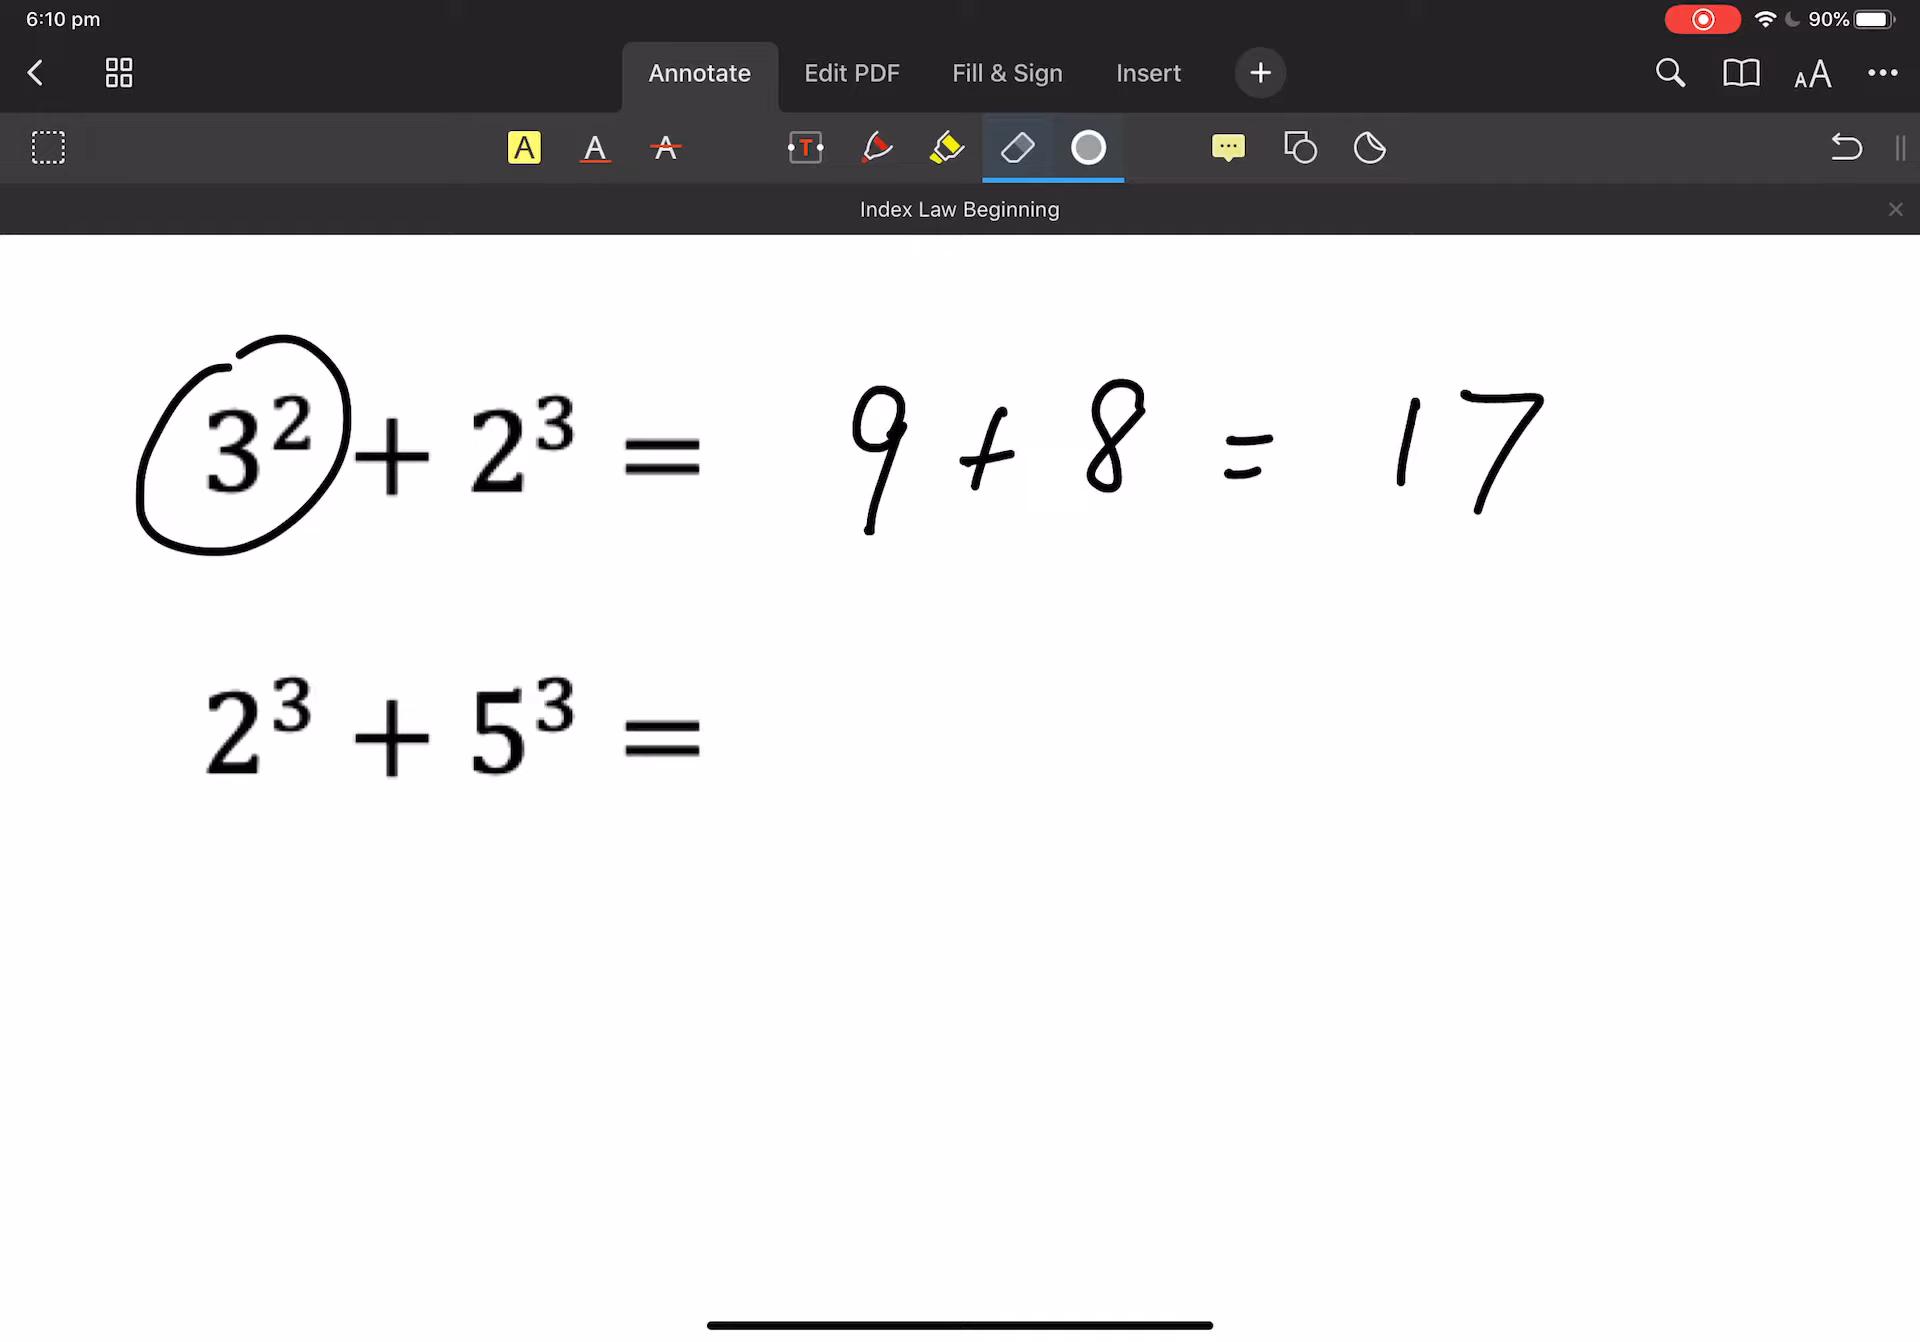 6:10 pm
90%
Annotate Edit PDF Fill & Sign Insert +
AA
A A A T
Index Law Beginning
3² + 2³ = 9 + 8 = 17
2³ + 5³ =